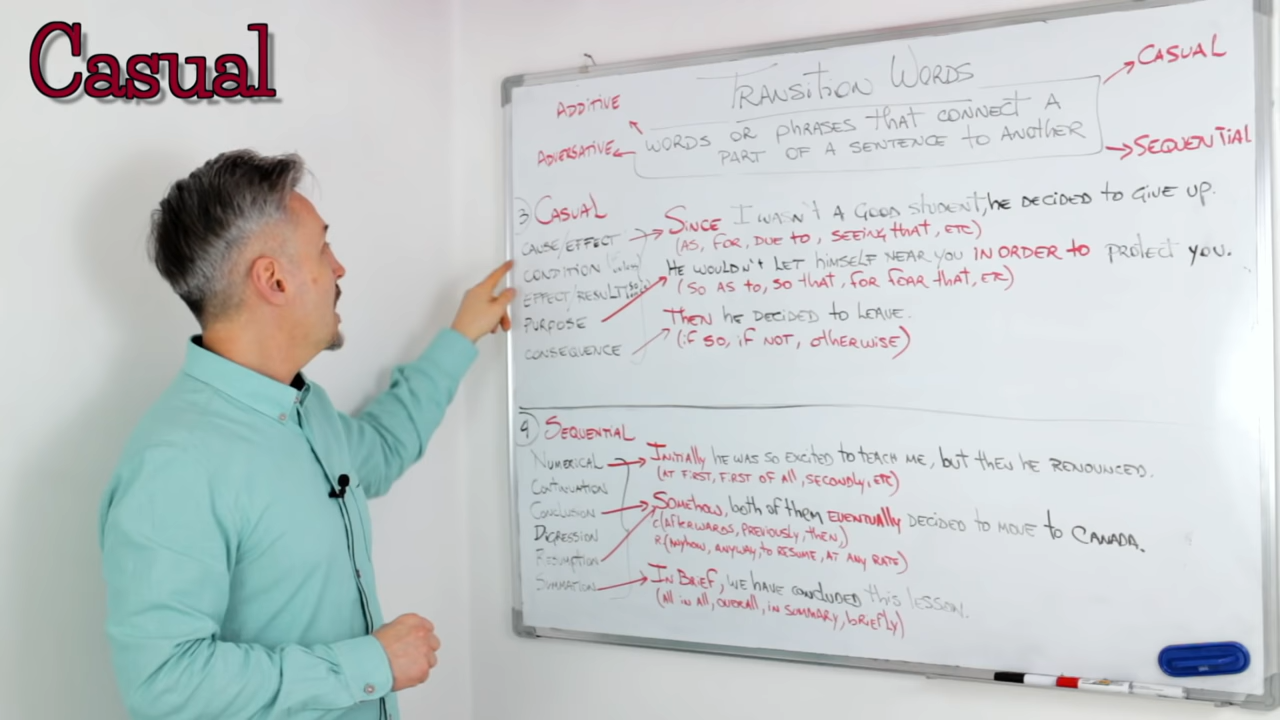 Casual
TRANSITION WORDS
CASUAL
ADDITIVE
WORDS OR PHRASES THAT CONNECT A
PART OF A SENTENCE TO ANOTHER
ADVERSATIVE
SEQUENTIAL
3 CASUAL
CAUSE/EFFECT
CONDITION
EFFECT/RESULT
PURPOSE
CONSEQUENCE
SINCE I WASN'T A GOOD STUDENT, HE DECIDED TO GIVE UP.
(AS, FOR, DUE TO, SEEING THAT, ETC)
HE WOULDN'T LET HIMSELF NEAR YOU IN ORDER TO PROTECT YOU.
(SO AS TO, SO THAT, FOR FEAR THAT, ETC)
THEN HE DECIDED TO LEAVE.
(IF SO, IF NOT, OTHERWISE)
4 SEQUENTIAL
NUMERICAL
CONTINUATION
CONCLUSION
DIGRESSION
RESUMPTION
SUMMATION
INITIALLY HE WAS SO EXCITED TO TEACH ME, BUT THEN HE RENOUNCED.
(AT FIRST, FIRST OF ALL, SECONDLY, ETC)
SOMEHOW, BOTH OF THEM EVENTUALLY DECIDED TO MOVE TO CANADA.
C(AFTERWARDS, PREVIOUSLY, THEN)
R(ANYHOW, ANYWAY, TO RESUME, AT ANY RATE)
IN BRIEF, WE HAVE CONCLUDED THIS LESSON.
(ALL IN ALL, OVERALL, IN SUMMARY, BRIEFLY)